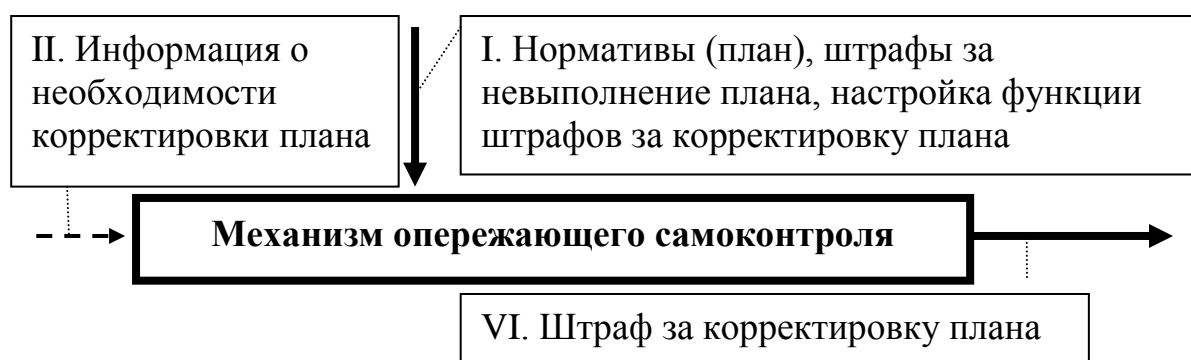 II. Информация о
необходимости
корректировки плана
I. Нормативы (план), штрафы за
невыполнение плана, настройка функции
штрафов за корректировку плана
Механизм опережающего самоконтроля
VI. Штраф за корректировку плана